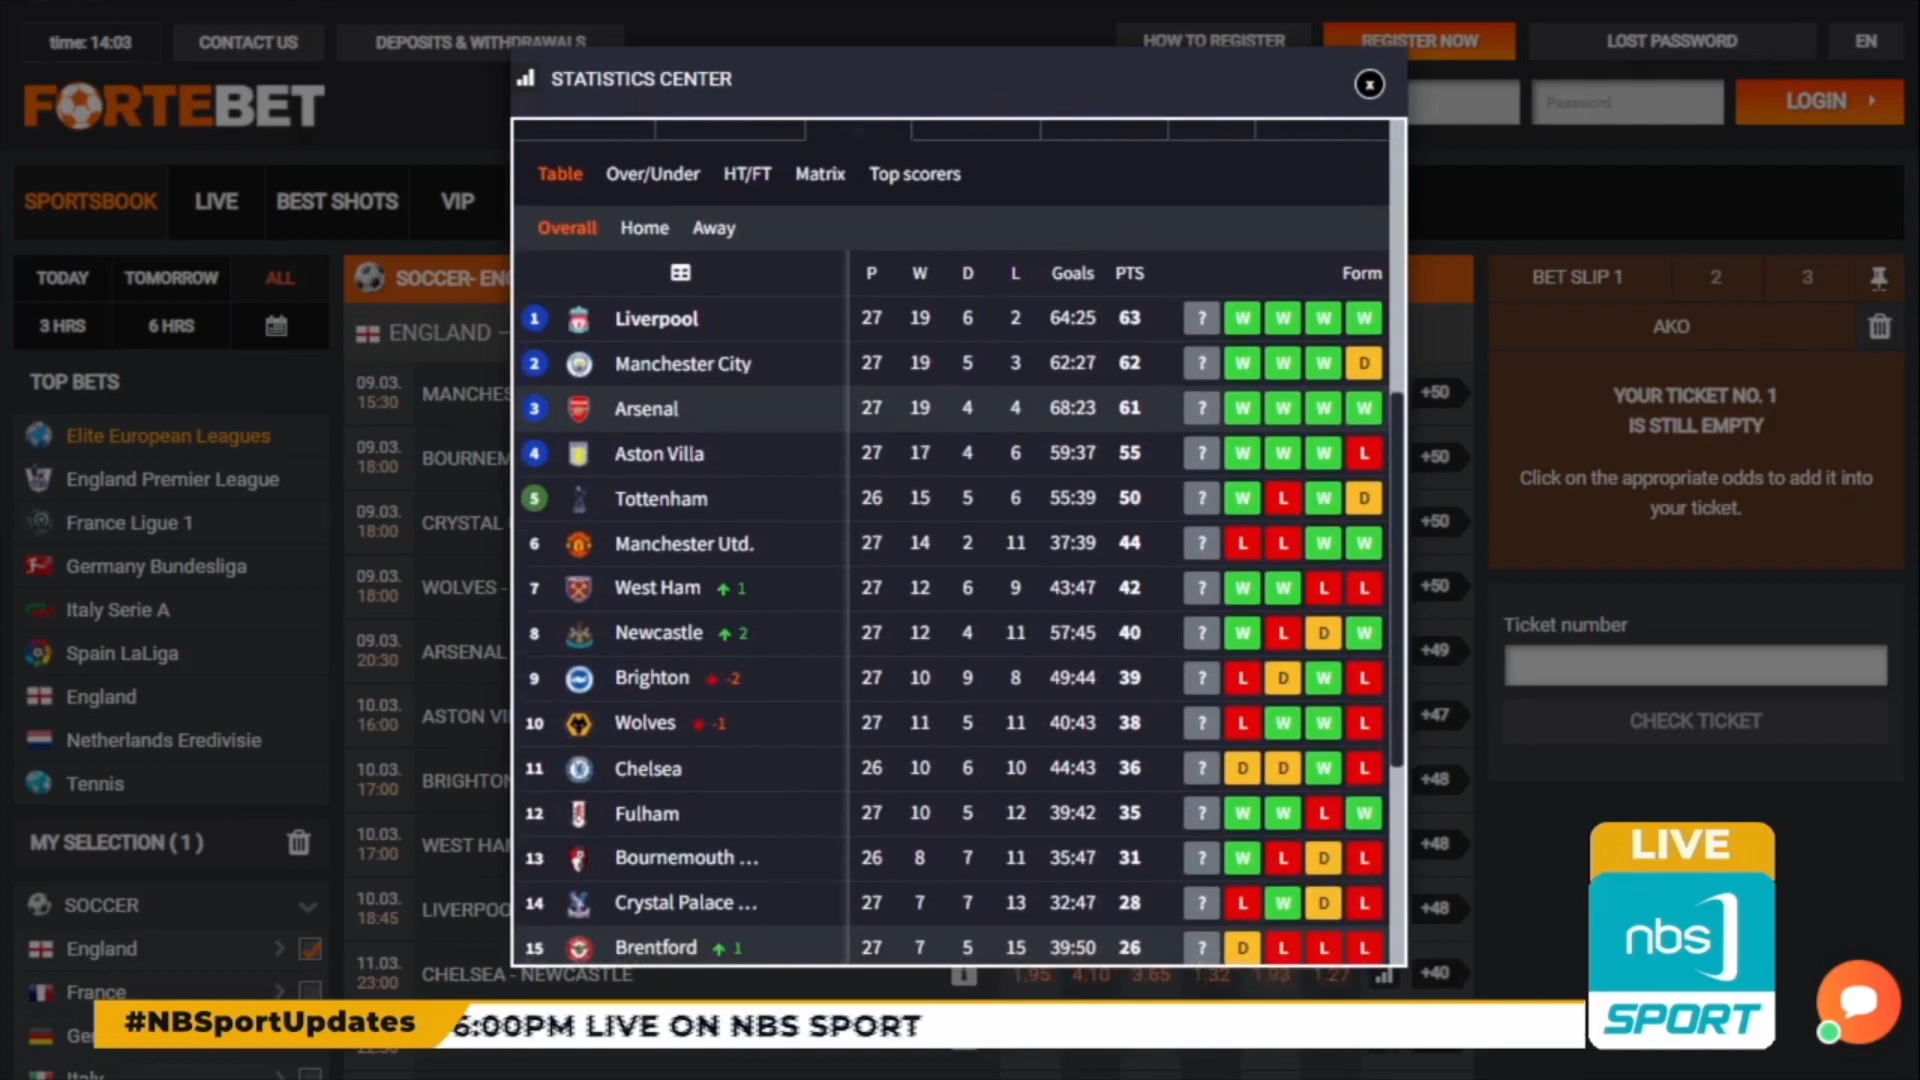 time: 14:03
CONTACT US
DEPOSITS & WITHDRAWALS
HOW TO REGISTER
REGISTER NOW
LOST PASSWORD
EN
FORTEBET
STATISTICS CENTER
x
Password
LOGIN
SPORTSBOOK
LIVE
BEST SHOTS
VIP
Table Over/Under HT/FT Matrix Top scorers
Overall Home Away
TODAY TOMORROW ALL
3 HRS 6 HRS
SOCCER- ENG
ENGLAND –
TOP BETS
Elite European Leagues
England Premier League
France Ligue 1
Germany Bundesliga
Italy Serie A
Spain LaLiga
England
Netherlands Eredivisie
Tennis
MY SELECTION ( 1 )
SOCCER
England
France
Ge
09.03. 15:30 MANCHES
09.03. 18:00 BOURNEM
09.03. 18:00 CRYSTAL
09.03. 18:00 WOLVES -
09.03. 20:30 ARSENAL
10.03. 16:00 ASTON VI
10.03. 17:00 BRIGHTON
10.03. 17:00 WEST HA
10.03. 18:45 LIVERPOO
11.03. 23:00 CHELSEA - NEWCASTLE 1.95 4.10 3.65 1.32 1.93 1.27
P W D L Goals PTS Form
1 Liverpool 27 19 6 2 64:25 63 ? W W W W
2 Manchester City 27 19 5 3 62:27 62 ? W W W D
3 Arsenal 27 19 4 4 68:23 61 ? W W W W
4 Aston Villa 27 17 4 6 59:37 55 ? W W W L
5 Tottenham 26 15 5 6 55:39 50 ? W L W D
6 Manchester Utd. 27 14 2 11 37:39 44 ? L L W W
7 West Ham 1 27 12 6 9 43:47 42 ? W W L L
8 Newcastle 2 27 12 4 11 57:45 40 ? W L D W
9 Brighton -2 27 10 9 8 49:44 39 ? L D W L
10 Wolves -1 27 11 5 11 40:43 38 ? L W W L
11 Chelsea 26 10 6 10 44:43 36 ? D D W L
12 Fulham 27 10 5 12 39:42 35 ? W W L W
13 Bournemouth ... 26 8 7 11 35:47 31 ? W L D L
14 Crystal Palace ... 27 7 7 13 32:47 28 ? L W D L
15 Brentford 1 27 7 5 15 39:50 26 ? D L L L
+50
+50
+50
+50
+49
+47
+48
+48
+48
+40
BET SLIP 1 2 3
AKO
YOUR TICKET NO. 1
IS STILL EMPTY
Click on the appropriate odds to add it into
your ticket.
Ticket number
CHECK TICKET
LIVE
nbs
SPORT
#NBSportUpdates
6:00PM LIVE ON NBS SPORT